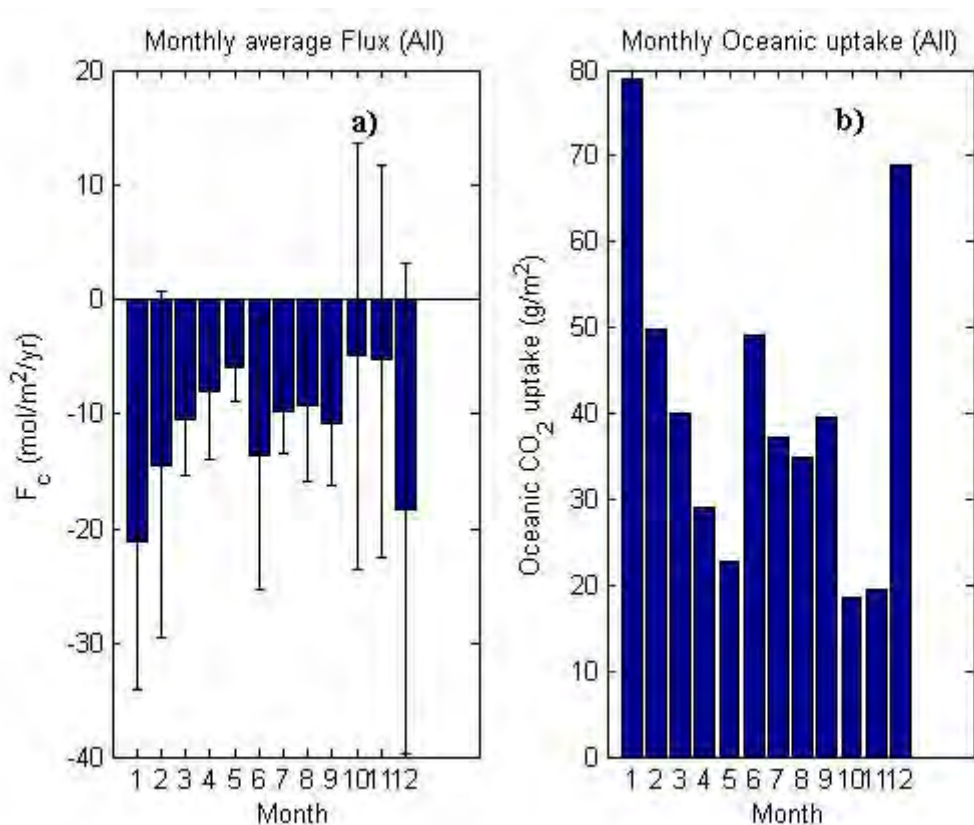 Monthly average Flux (All)
a)
20
10
0
-10
-20
-30
-40
F_c (mol/m²/yr)
1 2 3 4 5 6 7 8 9 10 11 12
Month
Monthly Oceanic uptake (All)
b)
80
70
60
50
40
30
20
10
0
Oceanic CO₂ uptake (g/m²)
1 2 3 4 5 6 7 8 9 10 11 12
Month